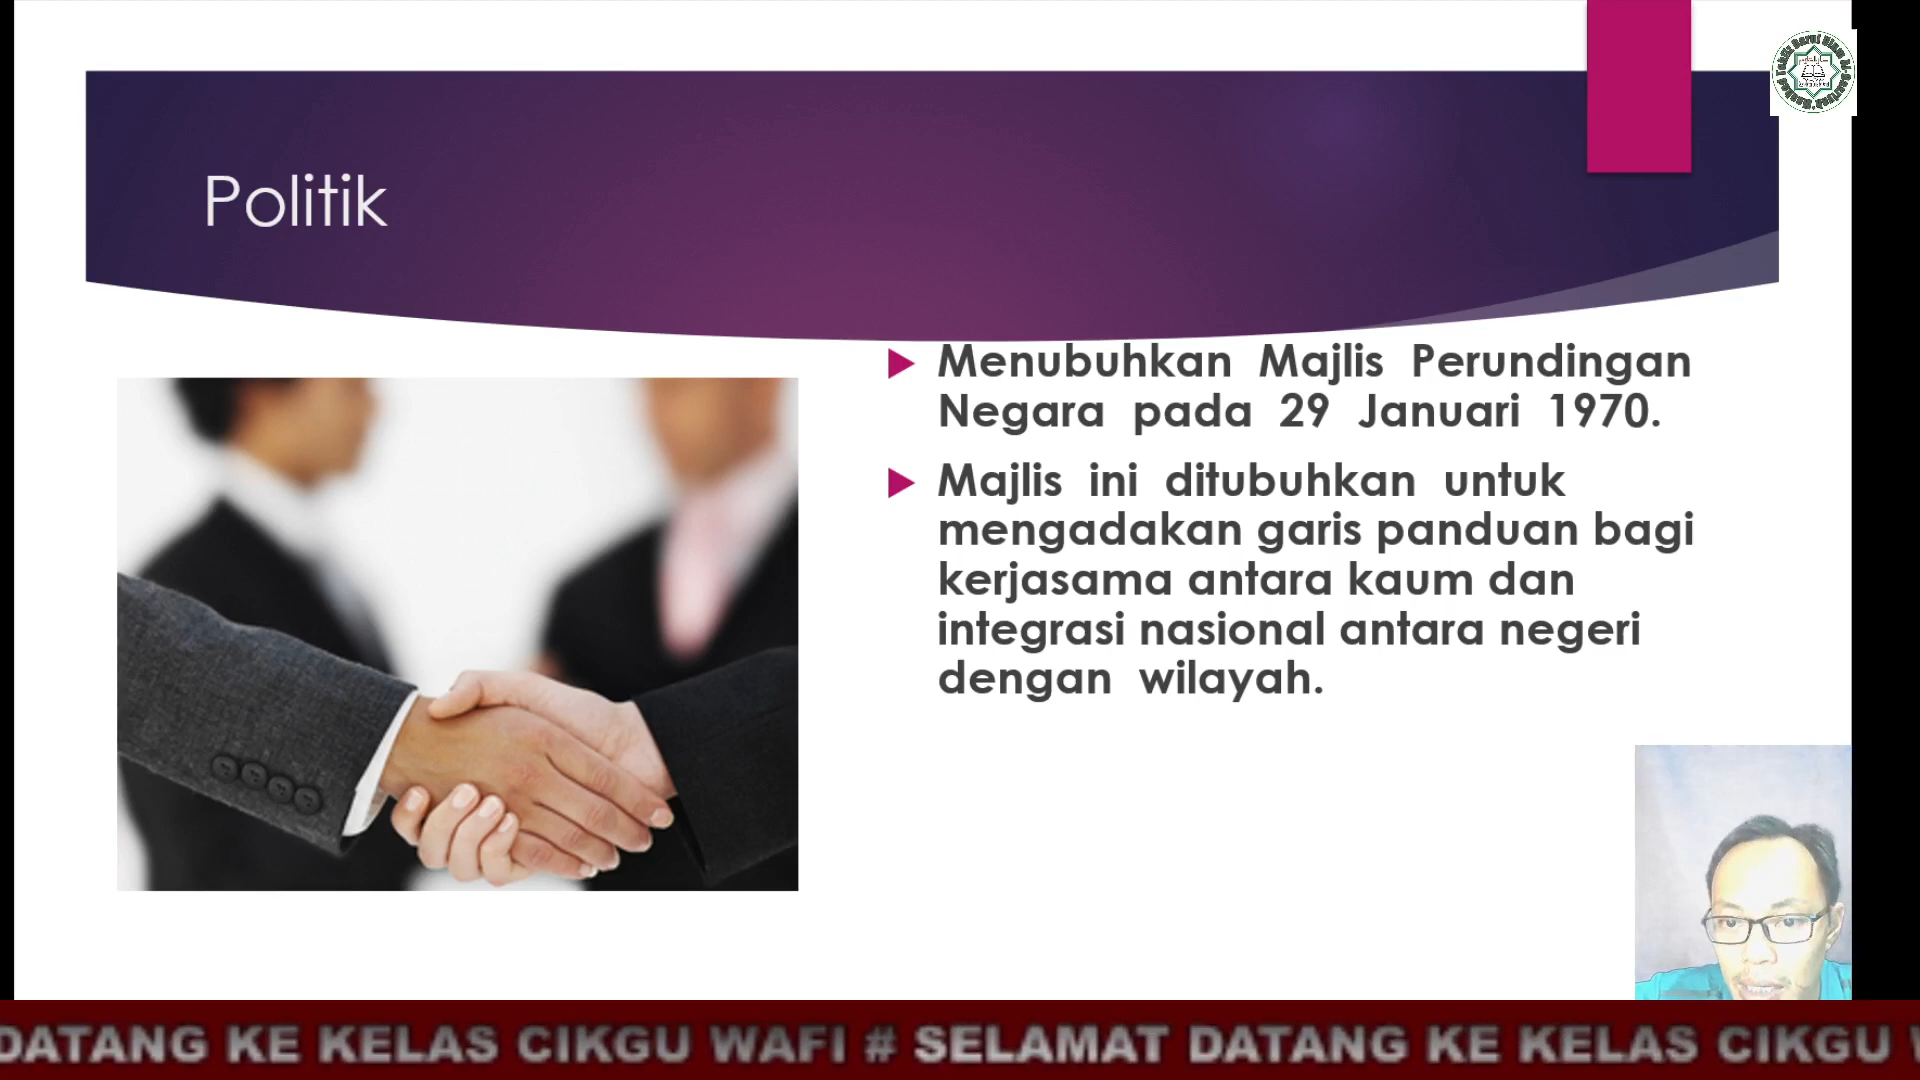 Politik
Menubuhkan Majlis Perundingan
Negara pada 29 Januari 1970.
Majlis ini ditubuhkan untuk
mengadakan garis panduan bagi
kerjasama antara kaum dan
integrasi nasional antara negeri
dengan wilayah.
DATANG KE KELAS CIKGU WAFI # SELAMAT DATANG KE KELAS CIKGU